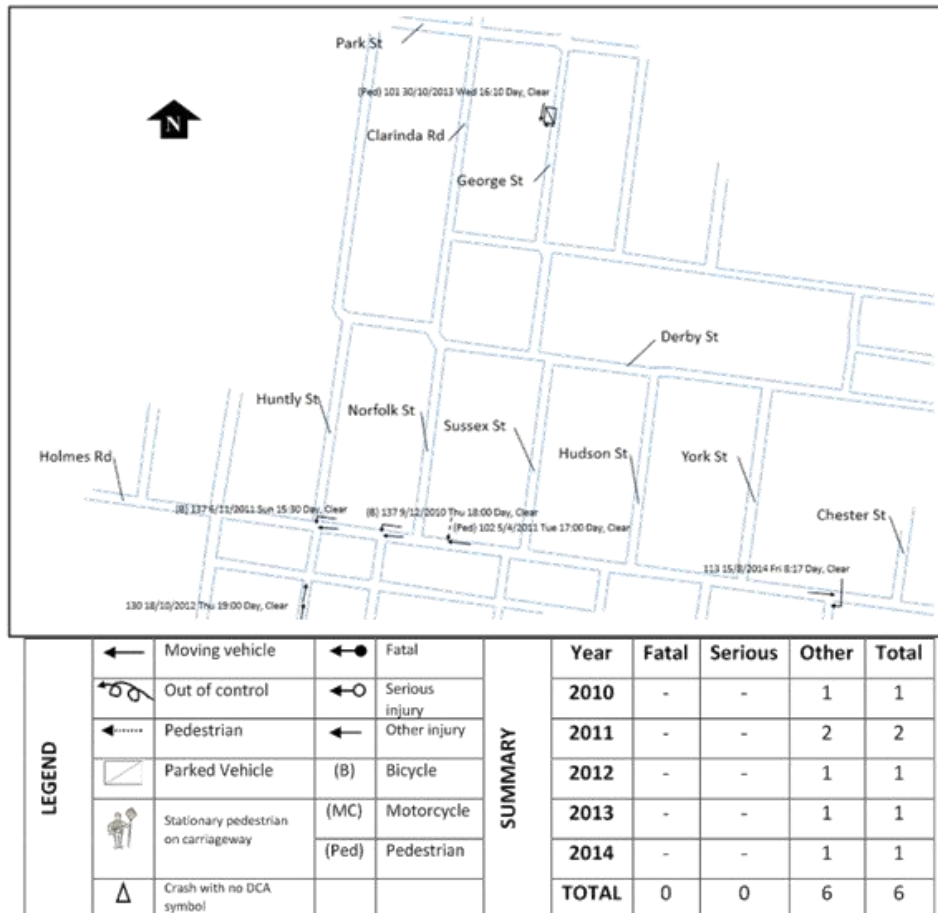 Park St
(Ped) 101 30/10/2013 Wed 16:10 Day, Clear
N
Clarinda Rd
George St
Derby St
Huntly St
Norfolk St
Sussex St
Hudson St
York St
Holmes Rd
Chester St
(B) 137 6/11/2011 Sun 15:30 Day, Clear
(B) 137 9/12/2010 Thu 18:00 Day, Clear
(Ped) 102 5/4/2011 Tue 17:00 Day, Clear
113 15/8/2014 Fri 8:17 Day, Clear
130 18/10/2012 Thu 19:00 Day, Clear
LEGEND
Moving vehicle
Fatal
Out of control
Serious
injury
Pedestrian
Other injury
Parked Vehicle
(B)
Bicycle
Stationary pedestrian
on carriageway
(MC)
Motorcycle
(Ped)
Pedestrian
Crash with no DCA
symbol
SUMMARY
Year Fatal Serious Other Total
2010 - - 1 1
2011 - - 2 2
2012 - - 1 1
2013 - - 1 1
2014 - - 1 1
TOTAL 0 0 6 6